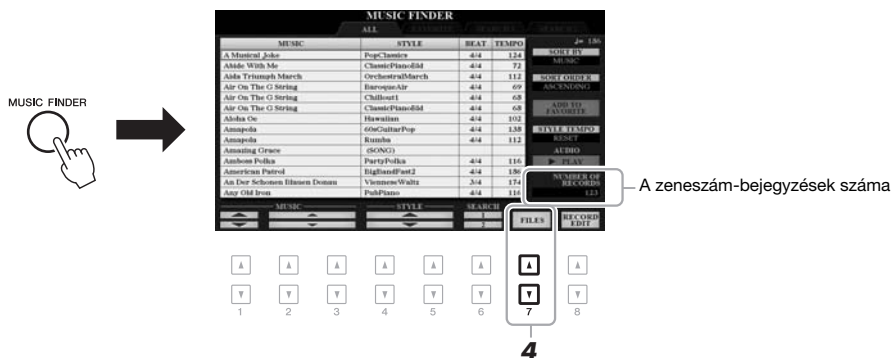 MUSIC FINDER
ALL FAVORITE SEARCH1 SEARCH2
MUSIC STYLE BEAT TEMPO
A Musical Joke PopClassics 4/4 124
Abide With Me ClassicPianoBld 4/4 72
Aida Triumph March OrchestralMarch 4/4 112
Air On The G String BaroqueAir 4/4 69
Air On The G String Chillout1 4/4 68
Air On The G String ClassicPianoBld 4/4 68
Aloha Oe Hawaiian 4/4 102
Amapola 60sGuitarPop 4/4 138
Amapola Rumba 4/4 112
Amazing Grace (SONG)
Amboss Polka PartyPolka 4/4 116
American Patrol BigBandFast2 4/4 186
An Der Schonen Blauen Donau VienneseWaltz 3/4 174
Any Old Iron PubPiano 4/4 116
♩= 136
SORT BY
MUSIC
SORT ORDER
ASCENDING
ADD TO
FAVORITE
STYLE TEMPO
RESET
AUDIO
▶ PLAY
NUMBER OF
RECORDS
123
MUSIC STYLE SEARCH
1
2
FILES
RECORD
EDIT
MUSIC FINDER
A zeneszám-bejegyzések száma
1 2 3 4 5 6 7 8
4